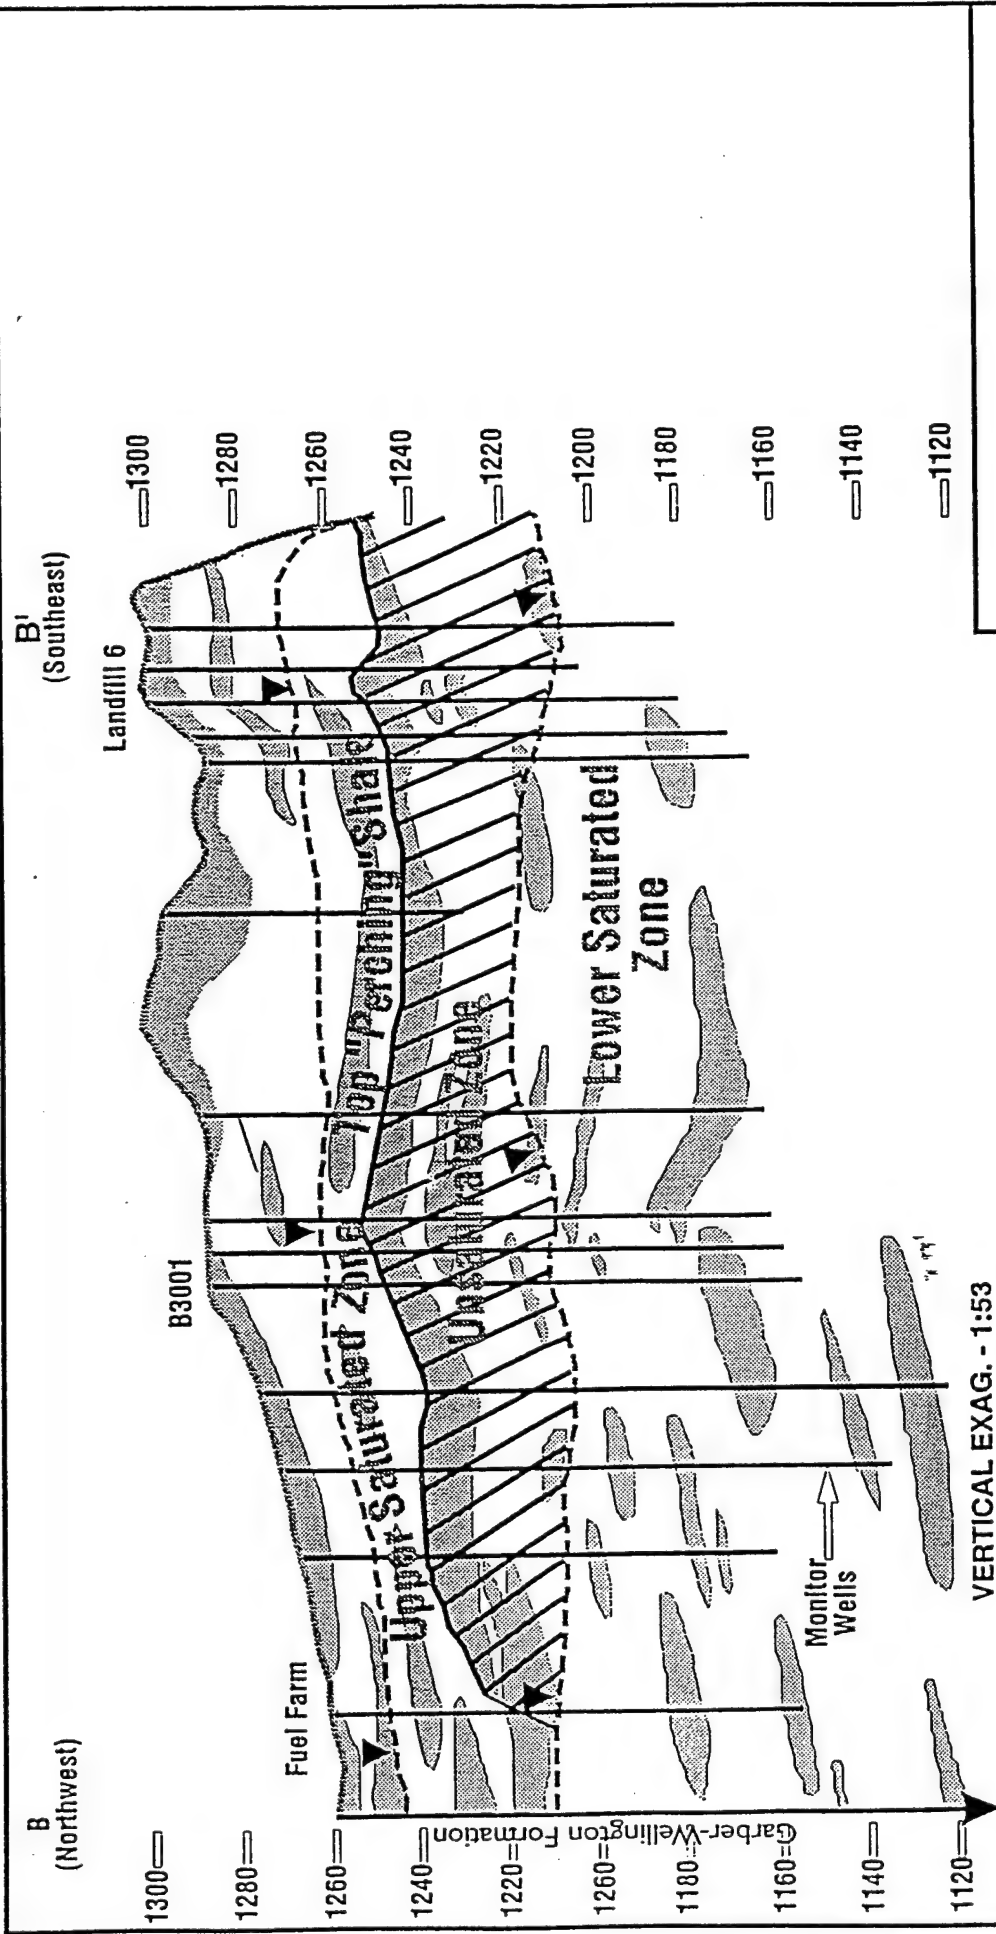 B
(Northwest)
B'
(Southeast)
Fuel Farm
B3001
Landfill 6
1300
1280
1260
1240
1220
1260
1180
1160
1140
1120
1300
1280
1260
1240
1220
1200
1180
1160
1140
1120
Garber-Wellington Formation
Upper Saturated Zone
Top "Perching" Shale
Unsaturated Zone
Lower Saturated
Zone
Monitor
Wells
VERTICAL EXAG. - 1:53